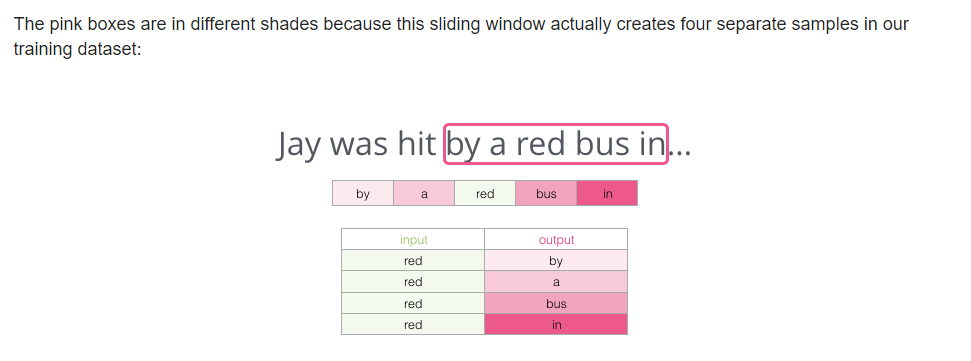 The pink boxes are in different shades because this sliding window actually creates four separate samples in our
training dataset:
Jay was hit by a red bus in...
by a red bus in
input output
red by
red a
red bus
red in